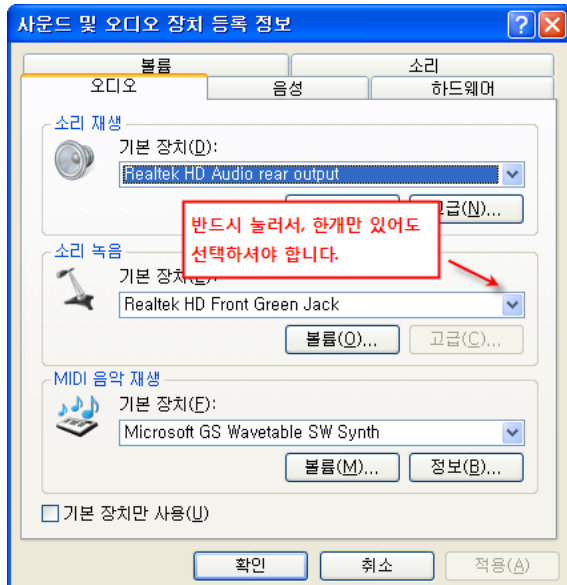 사운드 및 오디오 장치 등록 정보
볼륨 소리
오디오 음성 하드웨어
소리 재생
기본 장치(D):
Realtek HD Audio rear output
고급(N)...
반드시 눌러서, 한개만 있어도
선택하셔야 합니다.
소리 녹음
기본 장치
Realtek HD Front Green Jack
볼륨(O)... 고급(C)...
MIDI 음악 재생
기본 장치(F):
Microsoft GS Wavetable SW Synth
볼륨(M)... 정보(B)...
기본 장치만 사용(U)
확인 취소 적용(A)